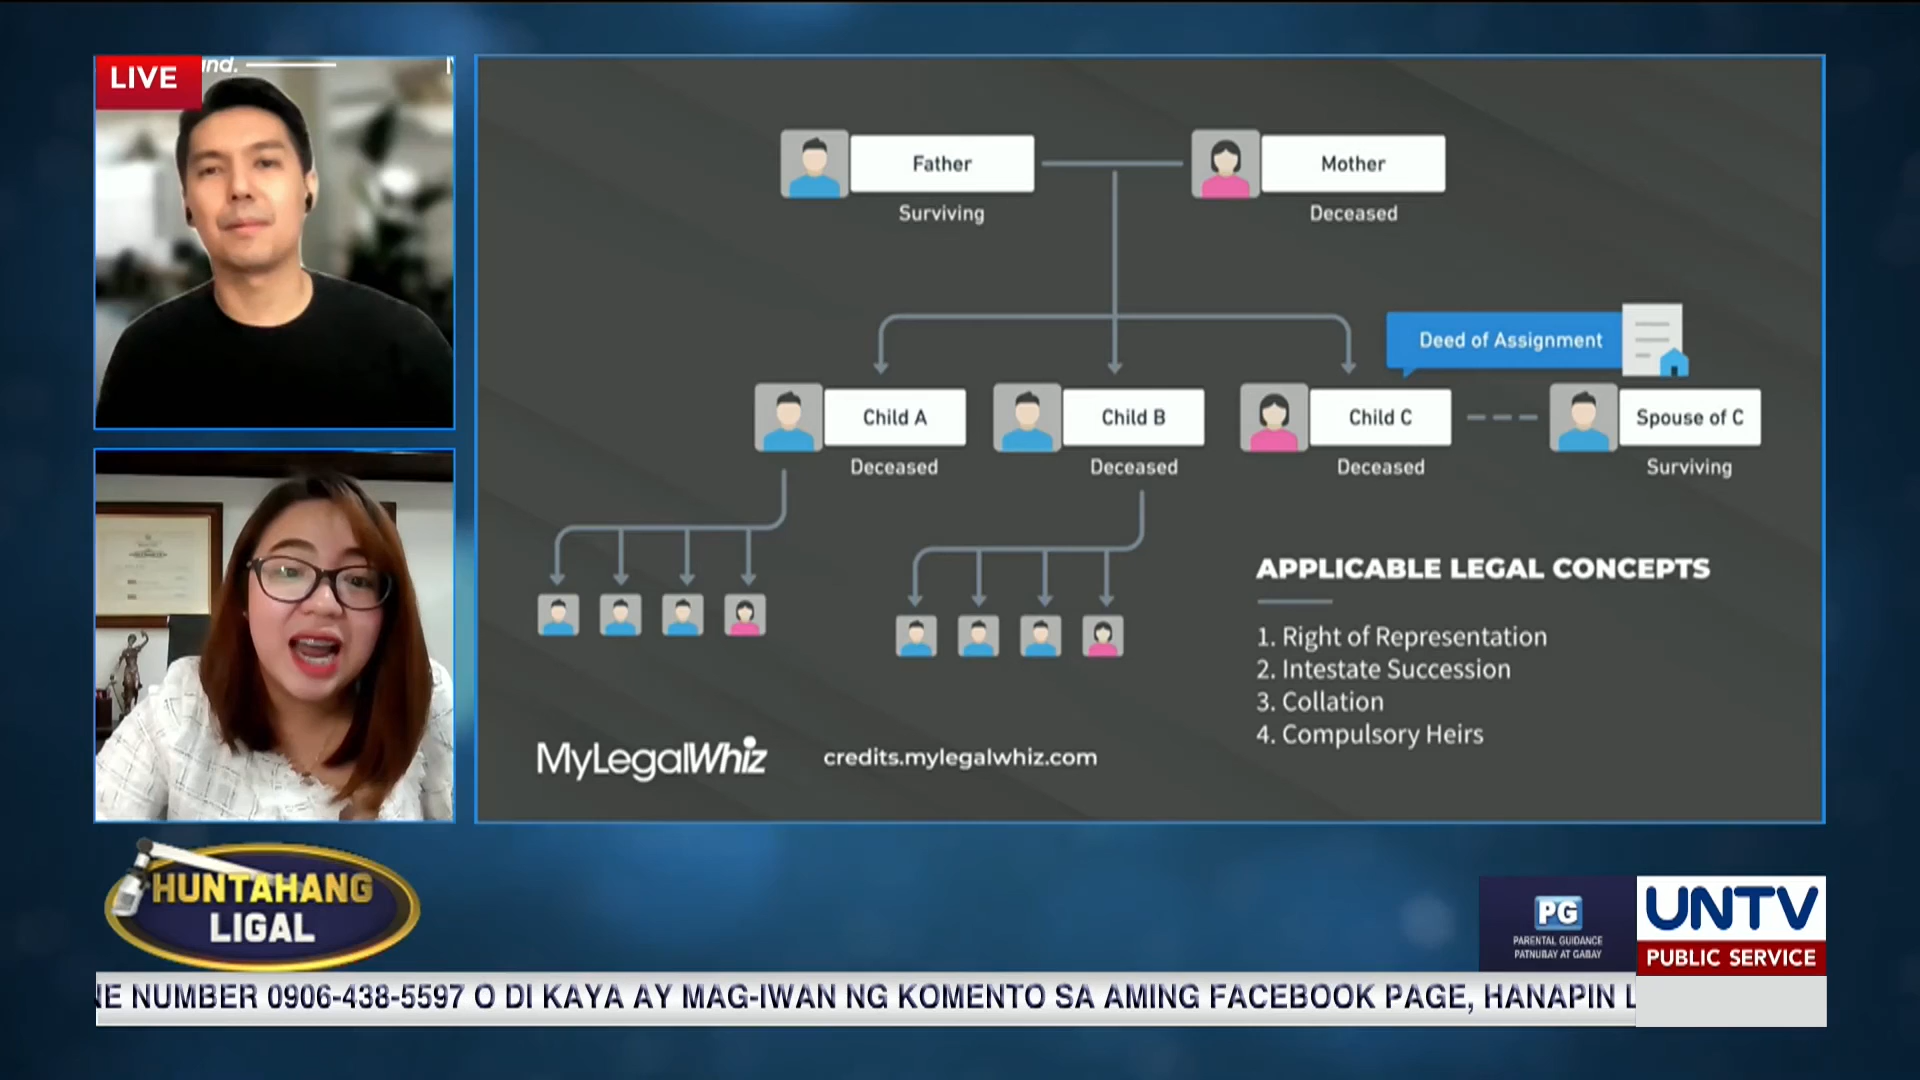 LIVE
and.
Father
Mother
Surviving
Deceased
Deed of Assignment
Child A
Child B
Child C
Spouse of C
Deceased
Deceased
Deceased
Surviving
APPLICABLE LEGAL CONCEPTS
1. Right of Representation
2. Intestate Succession
3. Collation
4. Compulsory Heirs
MyLegalWhiz
credits.mylegalwhiz.com
HUNTAHANG
LIGAL
PG
PARENTAL GUIDANCE
PATNUBAY AT GABAY
UNTV
PUBLIC SERVICE
NUMBER 0906-438-5597 O DI KAYA AY MAG-IWAN NG KOMENTO SA AMING FACEBOOK PAGE, HANAPIN